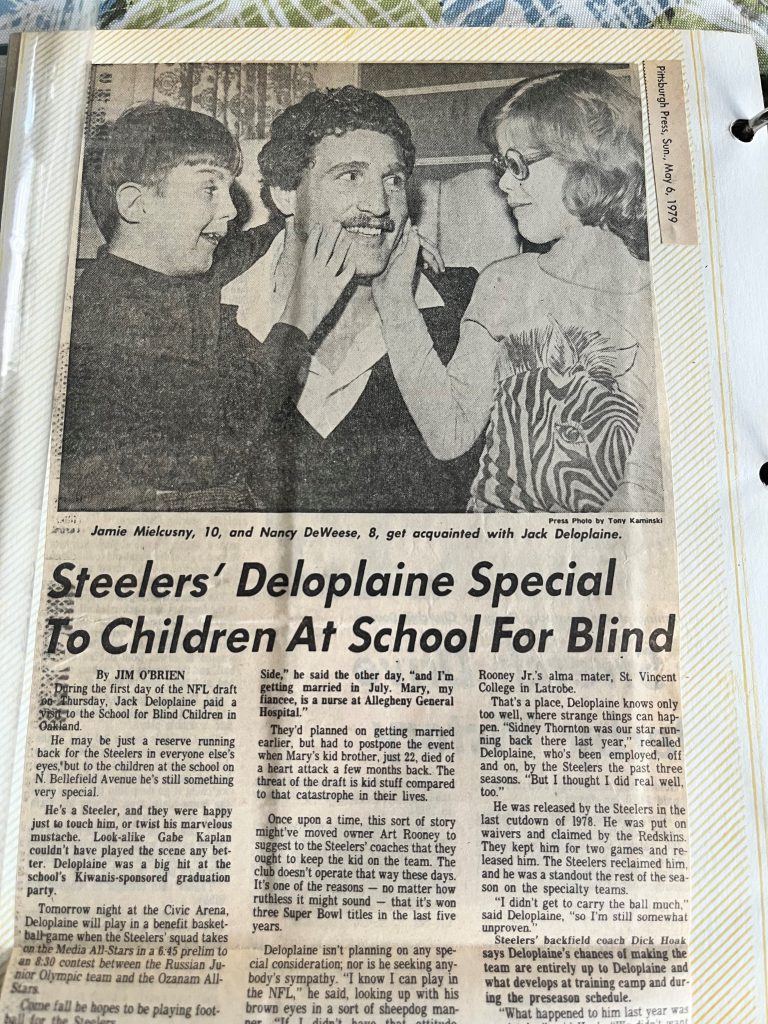 Pittsburgh Press, Sun., May 6, 1979
Press Photo by Tony Kaminski
Jamie Mielcusny, 10, and Nancy DeWeese, 8, get acquainted with Jack Deloplaine.
Steelers' Deloplaine Special
To Children At School For Blind
By JIM O'BRIEN
During the first day of the NFL draft
on Thursday, Jack Deloplaine paid a
visit to the School for Blind Children in
Oakland.
He may be just a reserve running
back for the Steelers in everyone else's
eyes, but to the children at the school on
N. Bellefield Avenue he's still something
very special.
He's a Steeler, and they were happy
just to touch him, or twist his marvelous
mustache. Look-alike Gabe Kaplan
couldn't have played the scene any bet-
ter. Deloplaine was a big hit at the
school's Kiwanis-sponsored graduation
party.
Tomorrow night at the Civic Arena,
Deloplaine will play in a benefit basket-
ball game when the Steelers' squad takes
on the Media All-Stars in a 6:45 prelim to
an 8:30 contest between the Russian Ju-
nior Olympic team and the Ozanam All-
Stars.
Come fall he hopes to be playing foot-
ball for the Steelers.
Side," he said the other day, "and I'm
getting married in July. Mary, my
fiancee, is a nurse at Allegheny General
Hospital."
They'd planned on getting married
earlier, but had to postpone the event
when Mary's kid brother, just 22, died of
a heart attack a few months back. The
threat of the draft is kid stuff compared
to that catastrophe in their lives.
Once upon a time, this sort of story
might've moved owner Art Rooney to
suggest to the Steelers' coaches that they
ought to keep the kid on the team. The
club doesn't operate that way these days.
It's one of the reasons — no matter how
ruthless it might sound — that it's won
three Super Bowl titles in the last five
years.
Deloplaine isn't planning on any spe-
cial consideration; nor is he seeking any-
body's sympathy. "I know I can play in
the NFL," he said, looking up with his
brown eyes in a sort of sheepdog man-
ner. "If I didn't have that attitude
Rooney Jr.'s alma mater, St. Vincent
College in Latrobe.
That's a place, Deloplaine knows only
too well, where strange things can hap-
pen. "Sidney Thornton was our star run-
ning back there last year," recalled
Deloplaine, who's been employed, off
and on, by the Steelers the past three
seasons. "But I thought I did real well,
too."
He was released by the Steelers in the
last cutdown of 1978. He was put on
waivers and claimed by the Redskins.
They kept him for two games and re-
leased him. The Steelers reclaimed him,
and he was a standout the rest of the sea-
son on the specialty teams.
"I didn't get to carry the ball much,"
said Deloplaine, "so I'm still somewhat
unproven."
Steelers' backfield coach Dick Hoak
says Deloplaine's chances of making the
team are entirely up to Deloplaine and
what develops at training camp and dur-
ing the preseason schedule.
"What happened to him last year was